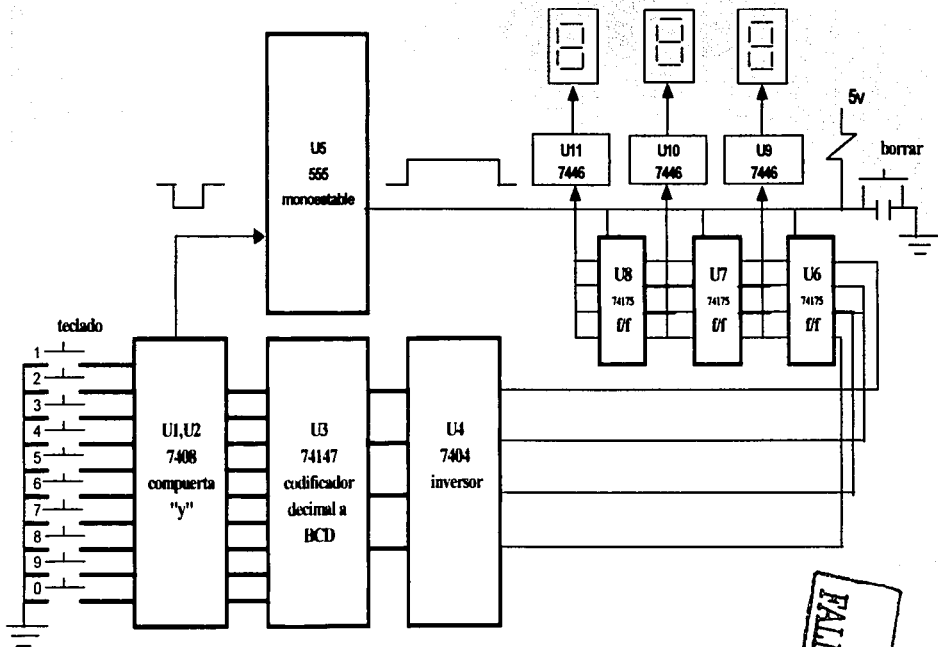 U5
555
monoestable
U11
7446
U10
7446
U9
7446
5v
borrar
U8
74175
f/f
U7
74175
f/f
U6
74175
f/f
teclado
1
2
3
4
5
6
7
8
9
0
U1,U2
7408
compuerta
"y"
U3
74147
codificador
decimal a
BCD
U4
7404
inversor